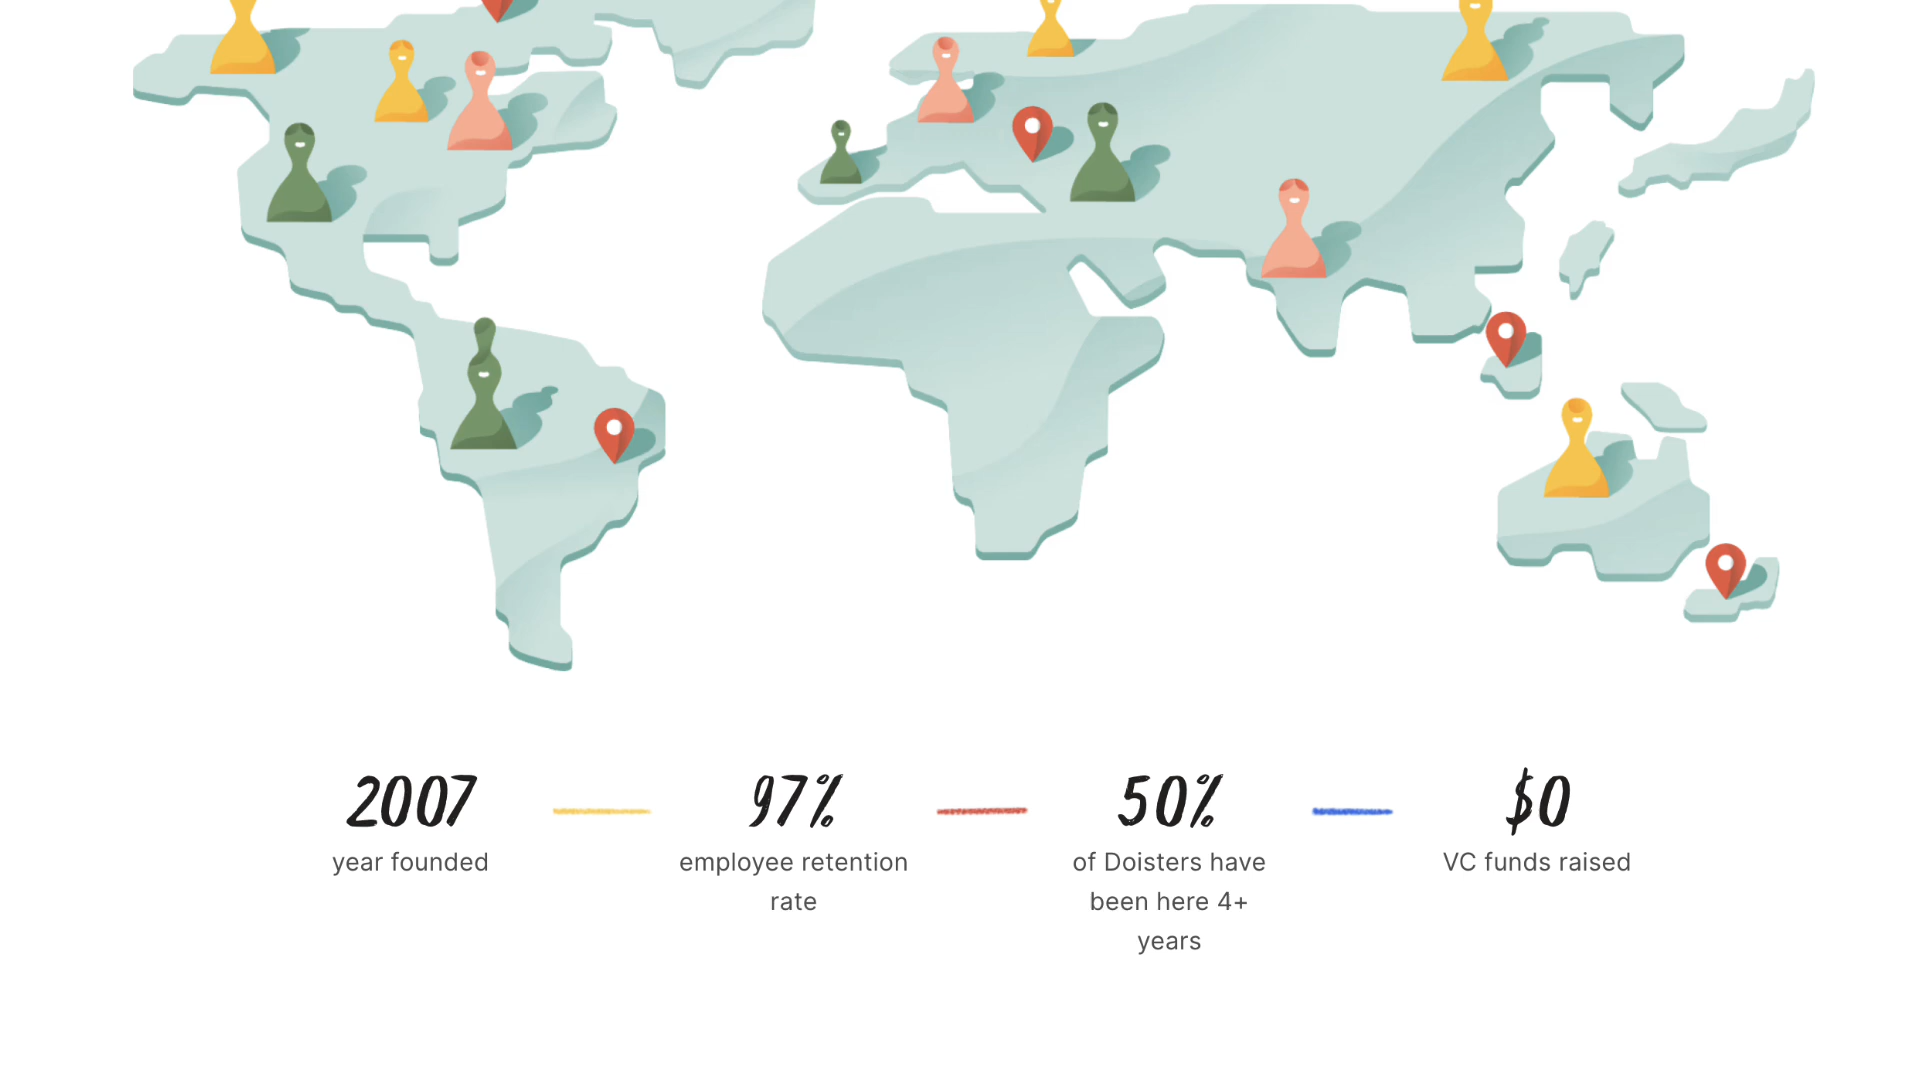 2007
year founded
97%
employee retention
rate
50%
of Doisters have
been here 4+
years
$0
VC funds raised